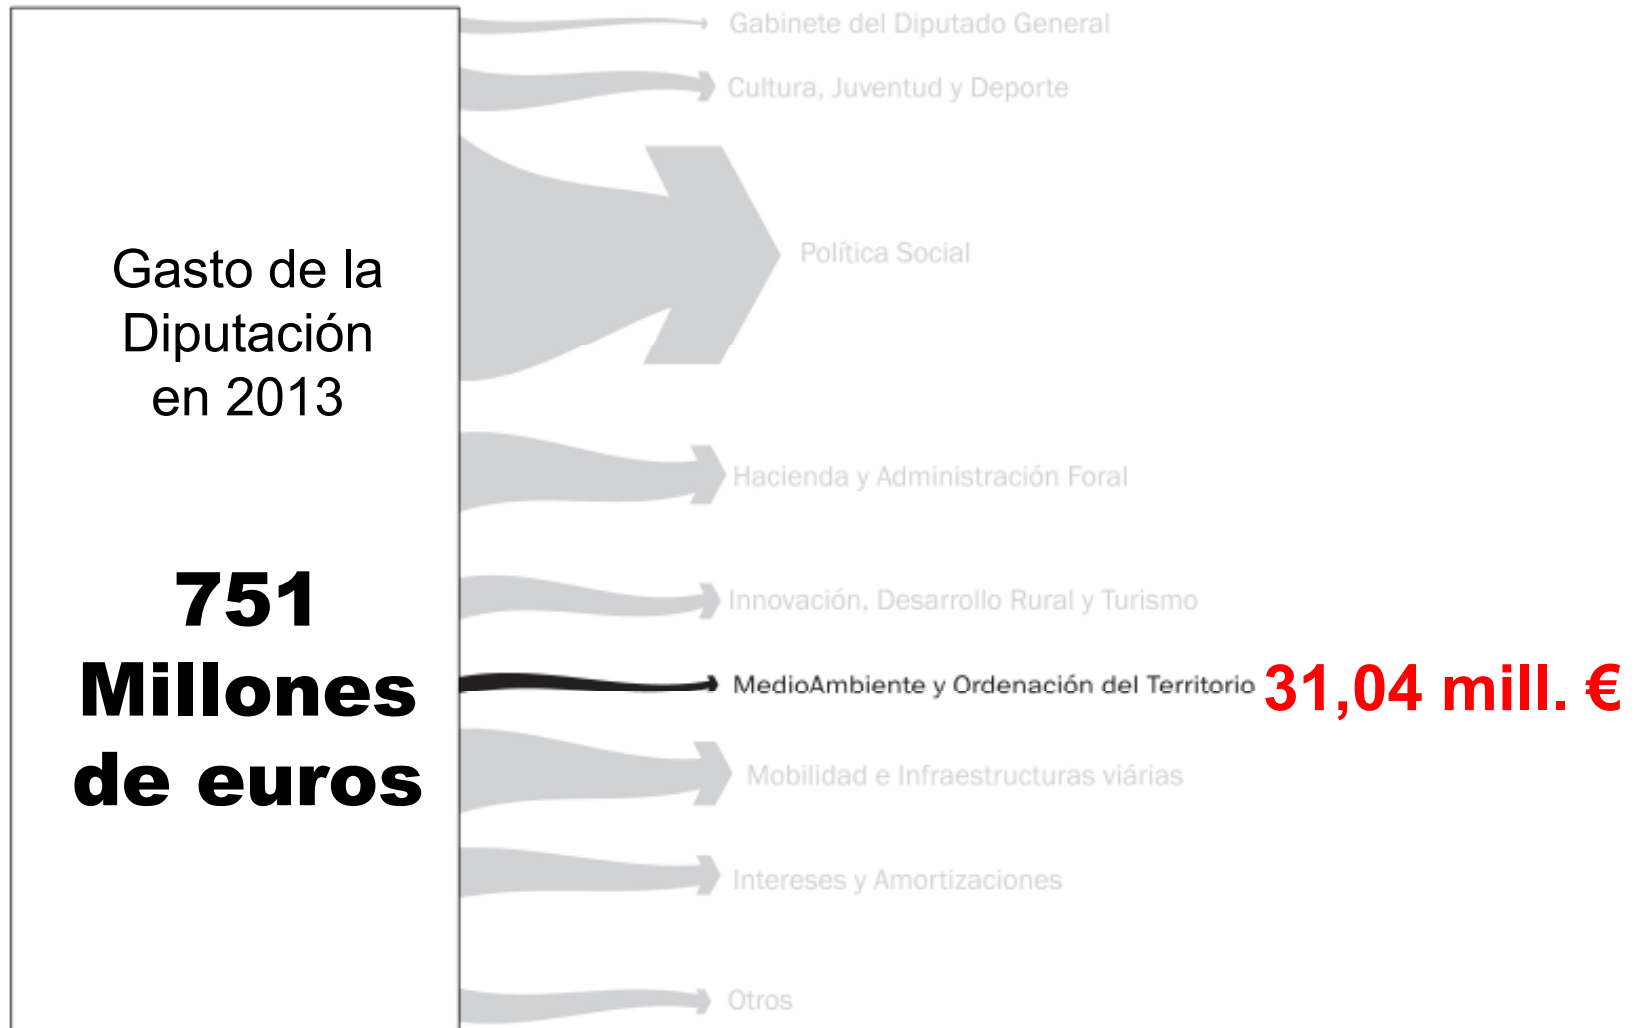 Gasto de la
Diputación
en 2013
751
Millones
de euros
Gabinete del Diputado General
Cultura, Juventud y Deporte
Política Social
Hacienda y Administración Foral
Innovación, Desarrollo Rural y Turismo
MedioAmbiente y Ordenación del Territorio 31,04 mill. €
Mobilidad e Infraestructuras viárias
Intereses y Amortizaciones
Otros